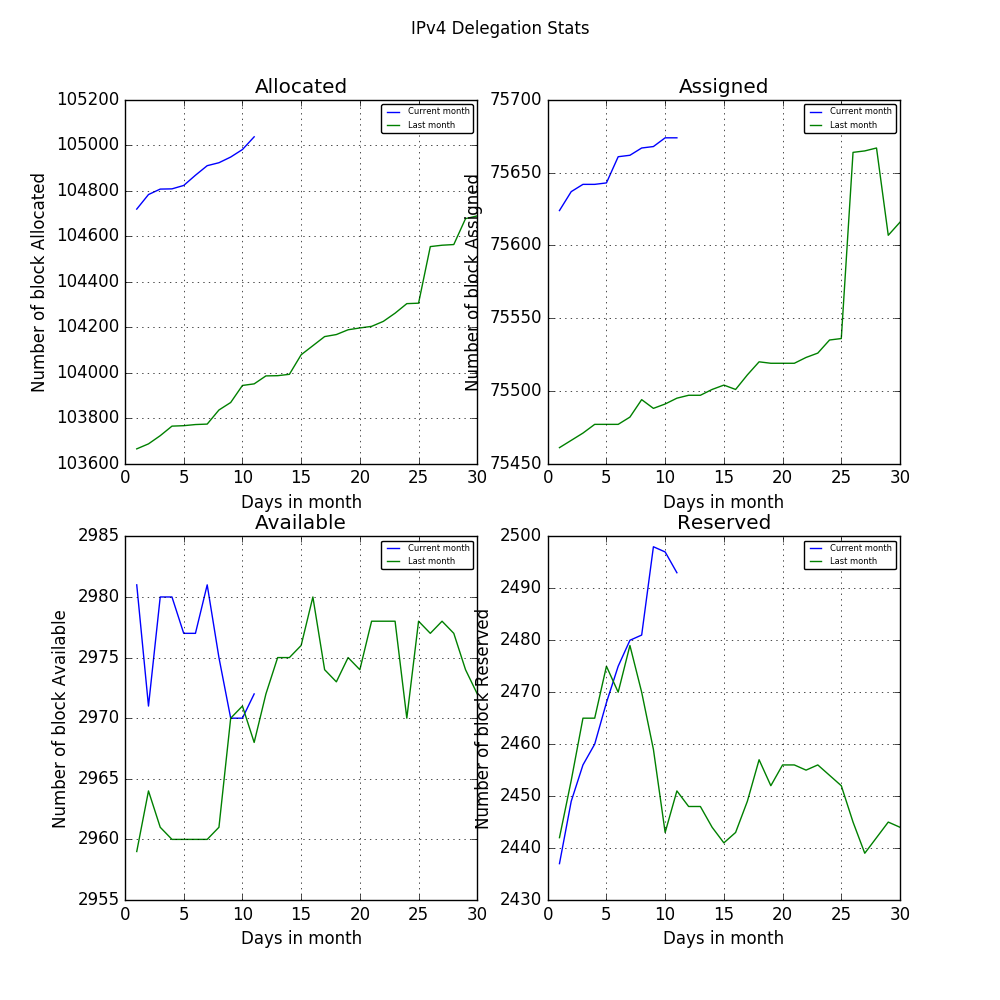 IPv4 Delegation Stats
Allocated
Number of block Allocated
105200
105000
104800
104600
104400
104200
104000
103800
103600
0 5 10 15 20 25 30
Days in month
Current month
Last month
Assigned
Number of block Assigned
75700
75650
75600
75550
75500
75450
0 5 10 15 20 25 30
Days in month
Current month
Last month
Available
Number of block Available
2985
2980
2975
2970
2965
2960
2955
0 5 10 15 20 25 30
Days in month
Current month
Last month
Reserved
Number of block Reserved
2500
2490
2480
2470
2460
2450
2440
2430
0 5 10 15 20 25 30
Days in month
Current month
Last month